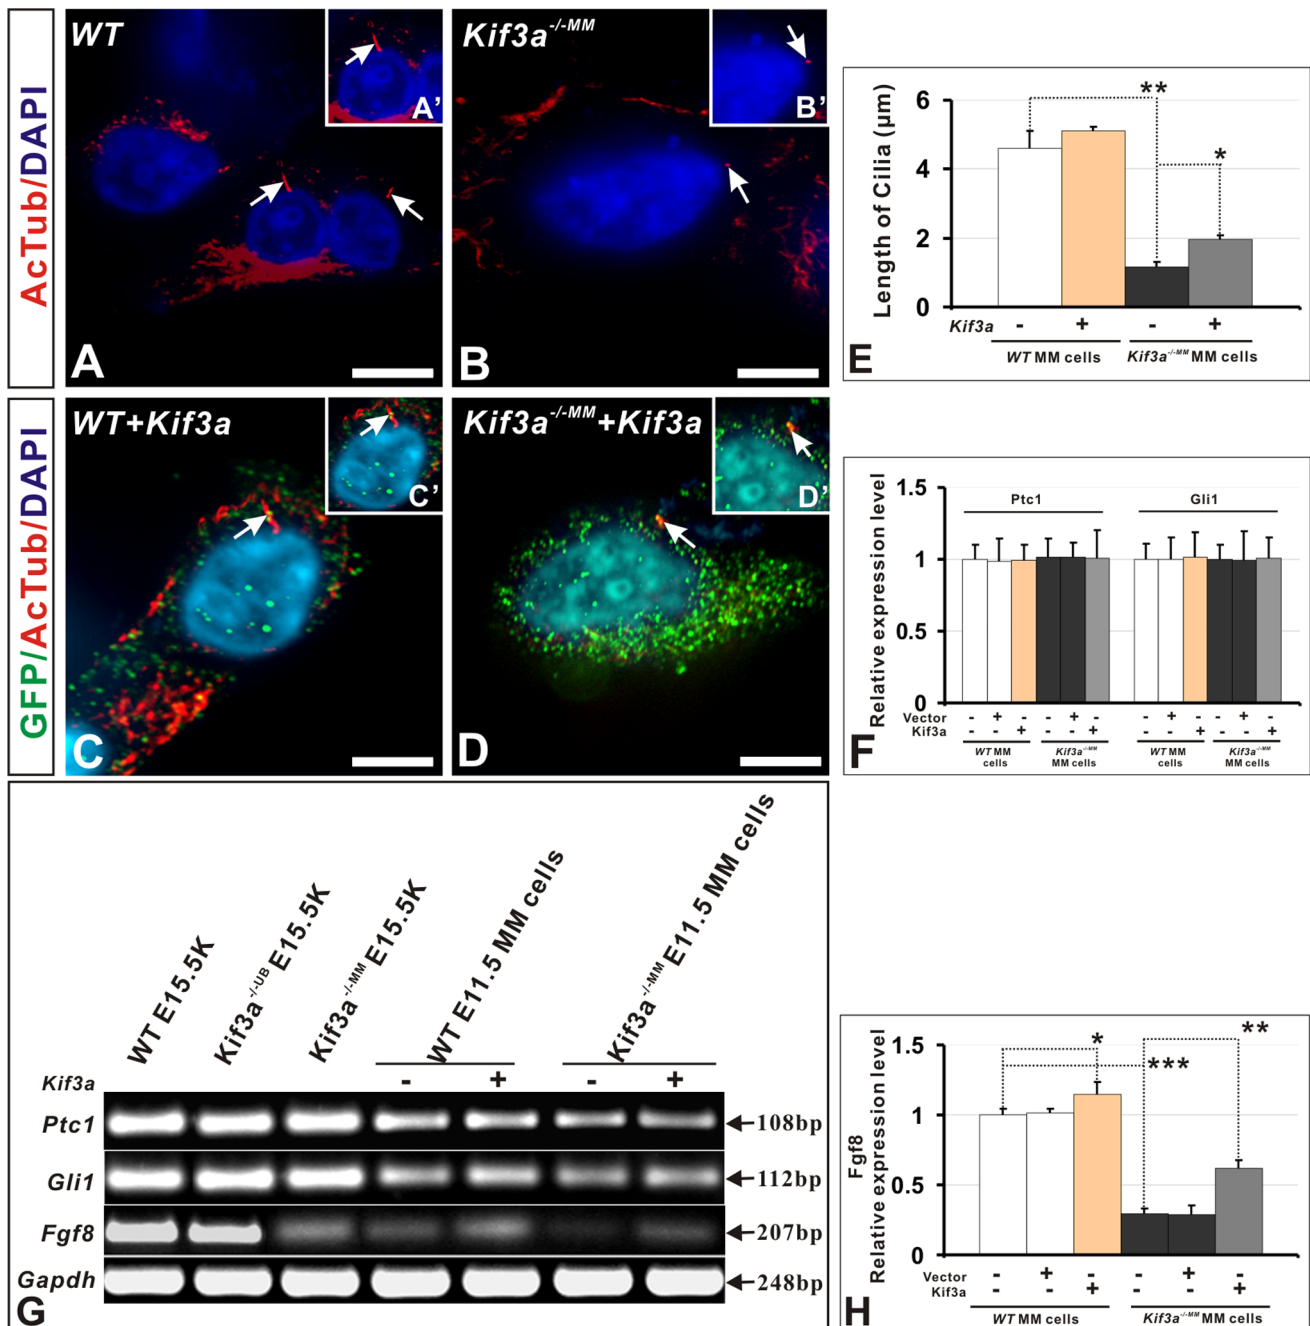 AcTub/DAPI
WT
A'
A
Kif3a-/-MM
B'
B
GFP/AcTub/DAPI
WT+Kif3a
C'
C
Kif3a-/-MM+Kif3a
D'
D
Length of Cilia (µm)
6
4
2
0
**
*
Kif3a - + - +
WT MM cells Kif3a-/-MM MM cells
E
Relative expression level
1.5
1
0.5
0
Ptc1 Gli1
Vector - + - - + - - + - - + -
Kif3a - - + - - + - - + - - +
WT MM cells
Kif3a-/-MM MM cells
WT MM cells
Kif3a-/-MM MM cells
F
WT E15.5K
Kif3a-/-UB E15.5K
Kif3a-/-MM E15.5K
WT E11.5 MM cells
Kif3a-/-MM E11.5 MM cells
Kif3a - + - +
Ptc1 108bp
Gli1 112bp
Fgf8 207bp
Gapdh 248bp
G
Fgf8
Relative expression level
1.5
1
0.5
0
*
***
**
Vector - + - - + -
Kif3a - - + - - +
WT MM cells Kif3a-/-MM MM cells
H